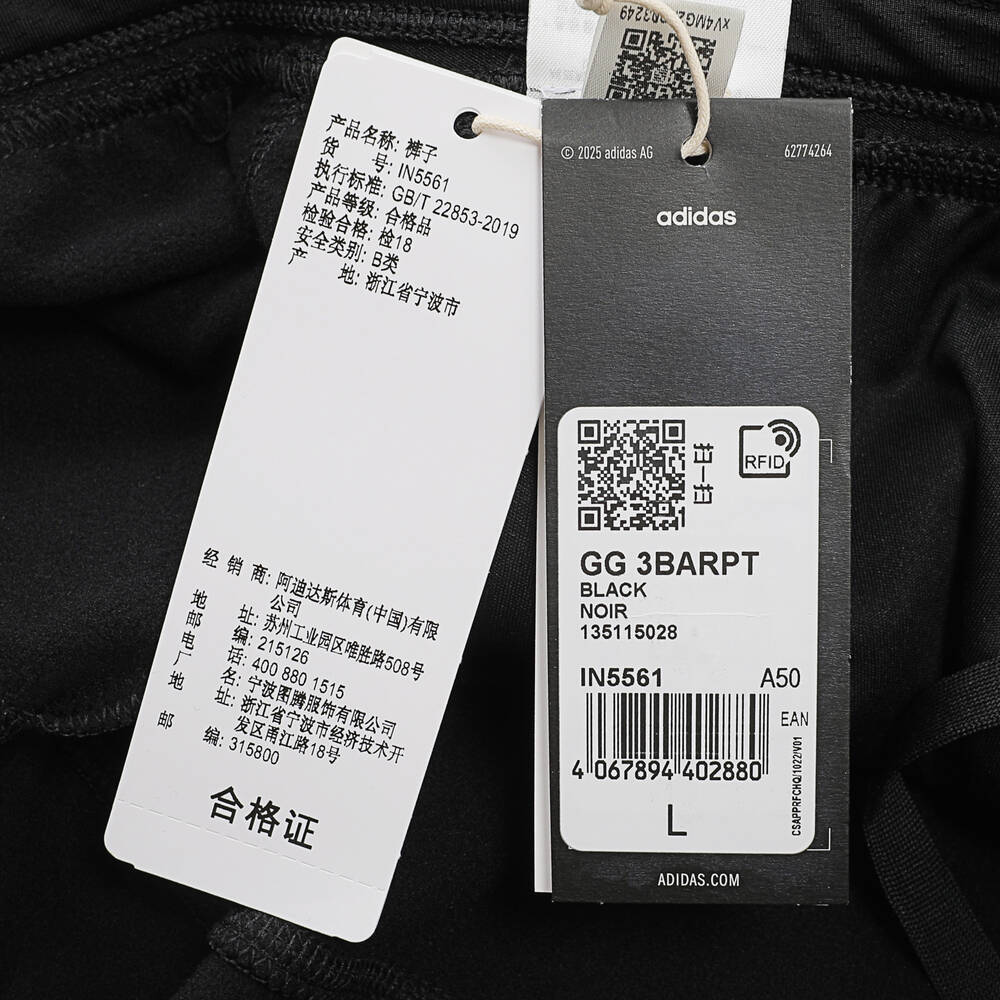 产品名称: 裤子
货 号: IN5561
执行标准: GB/T 22853-2019
产品等级: 合格品
检验合格: 检18
安全类别: B类
产 地: 浙江省宁波市
经 销 商: 阿迪达斯体育(中国)有限
公司
地 址: 苏州工业园区唯胜路508号
邮 编: 215126
电 话: 400 880 1515
厂 名: 宁波图腾服饰有限公司
地 址: 浙江省宁波市经济技术开
发区甬江路18号
邮 编: 315800
合格证
© 2025 adidas AG 62774264
adidas
扫一扫
RFID
GG 3BARPT
BLACK
NOIR
135115028
IN5561 A50
EAN
4 067894 402880
CSAPPRFCHQ/1022/V01
L
ADIDAS.COM